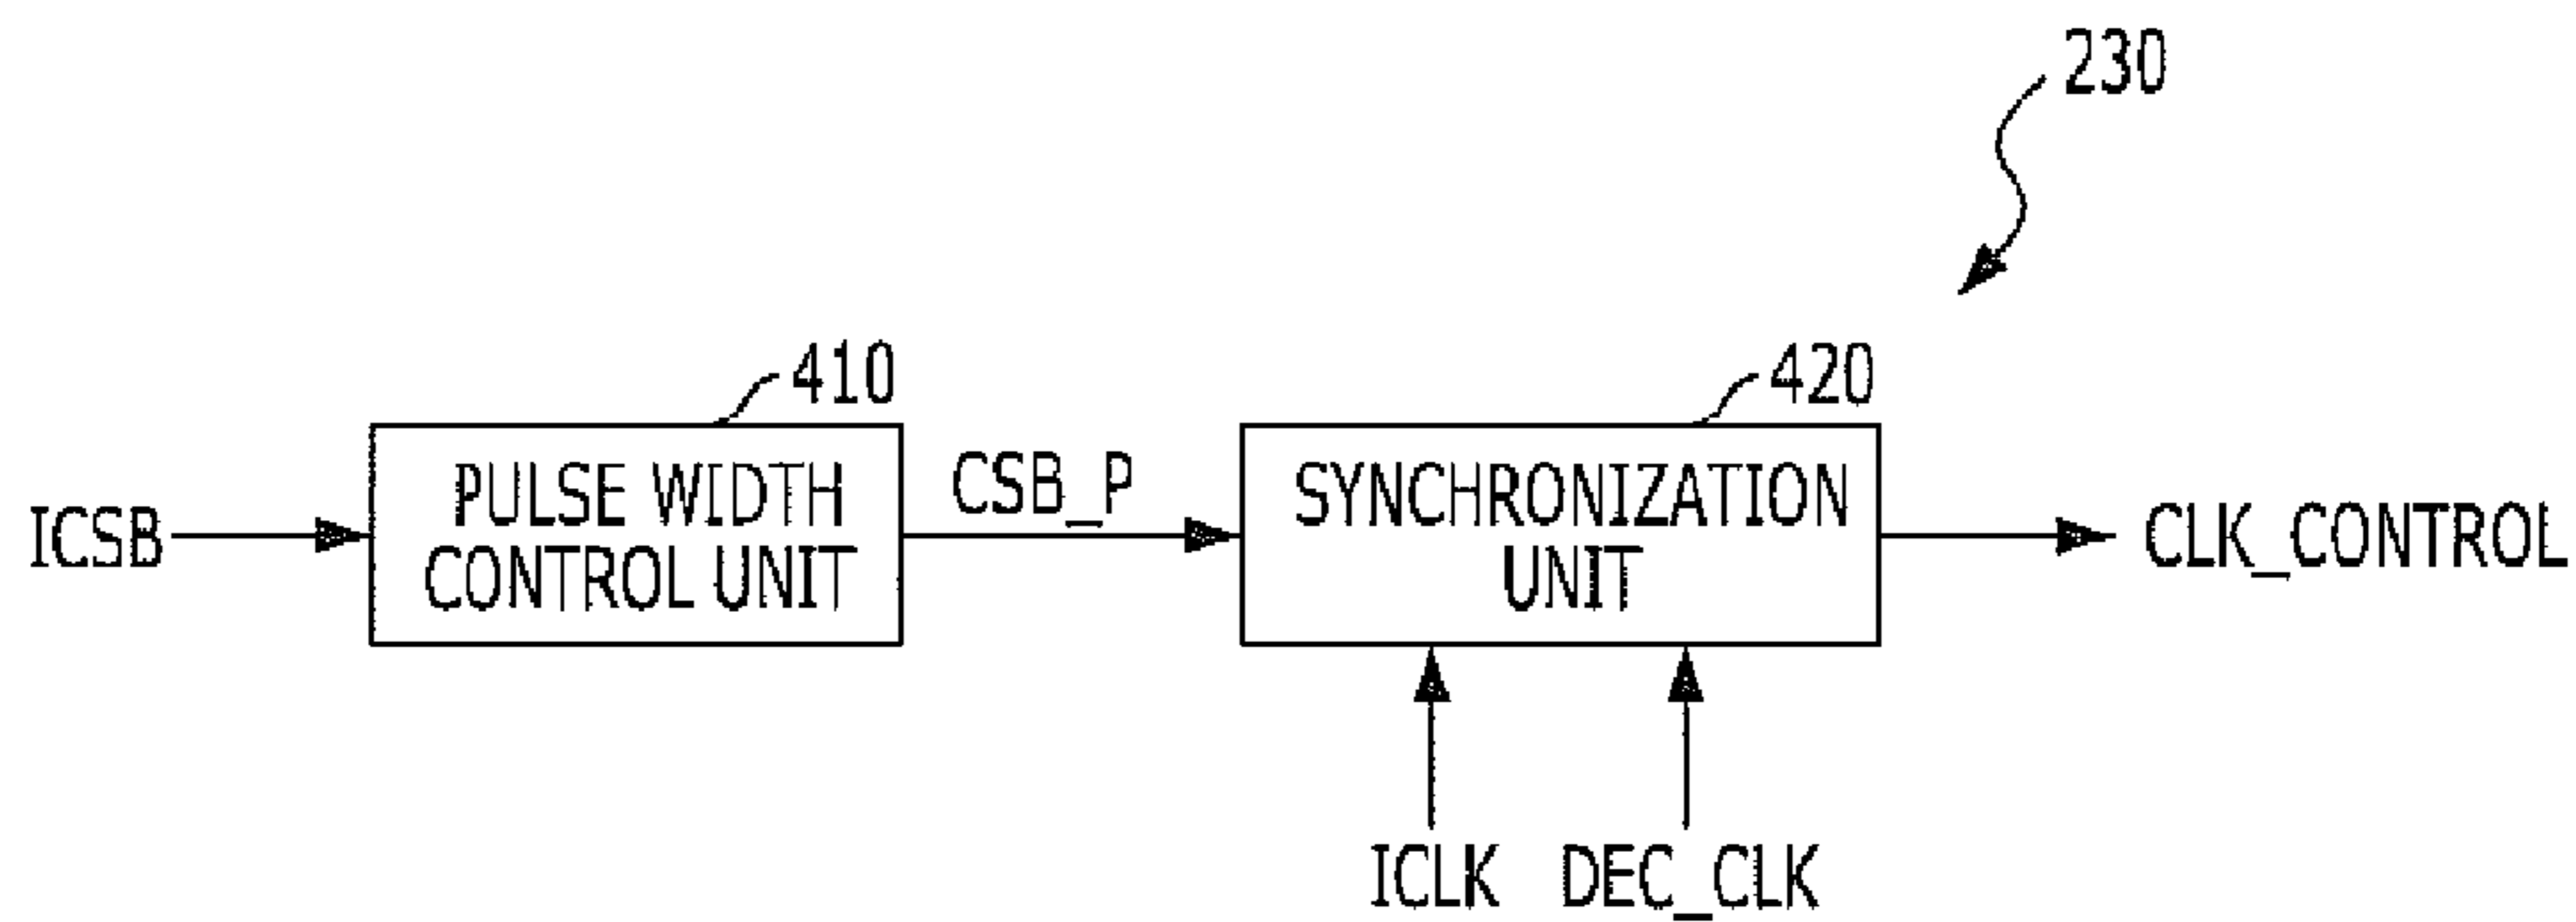 230
410
420
ICSB
PULSE WIDTH
CONTROL UNIT
CSB_P
SYNCHRONIZATION
UNIT
CLK_CONTROL
ICLK
DEC_CLK